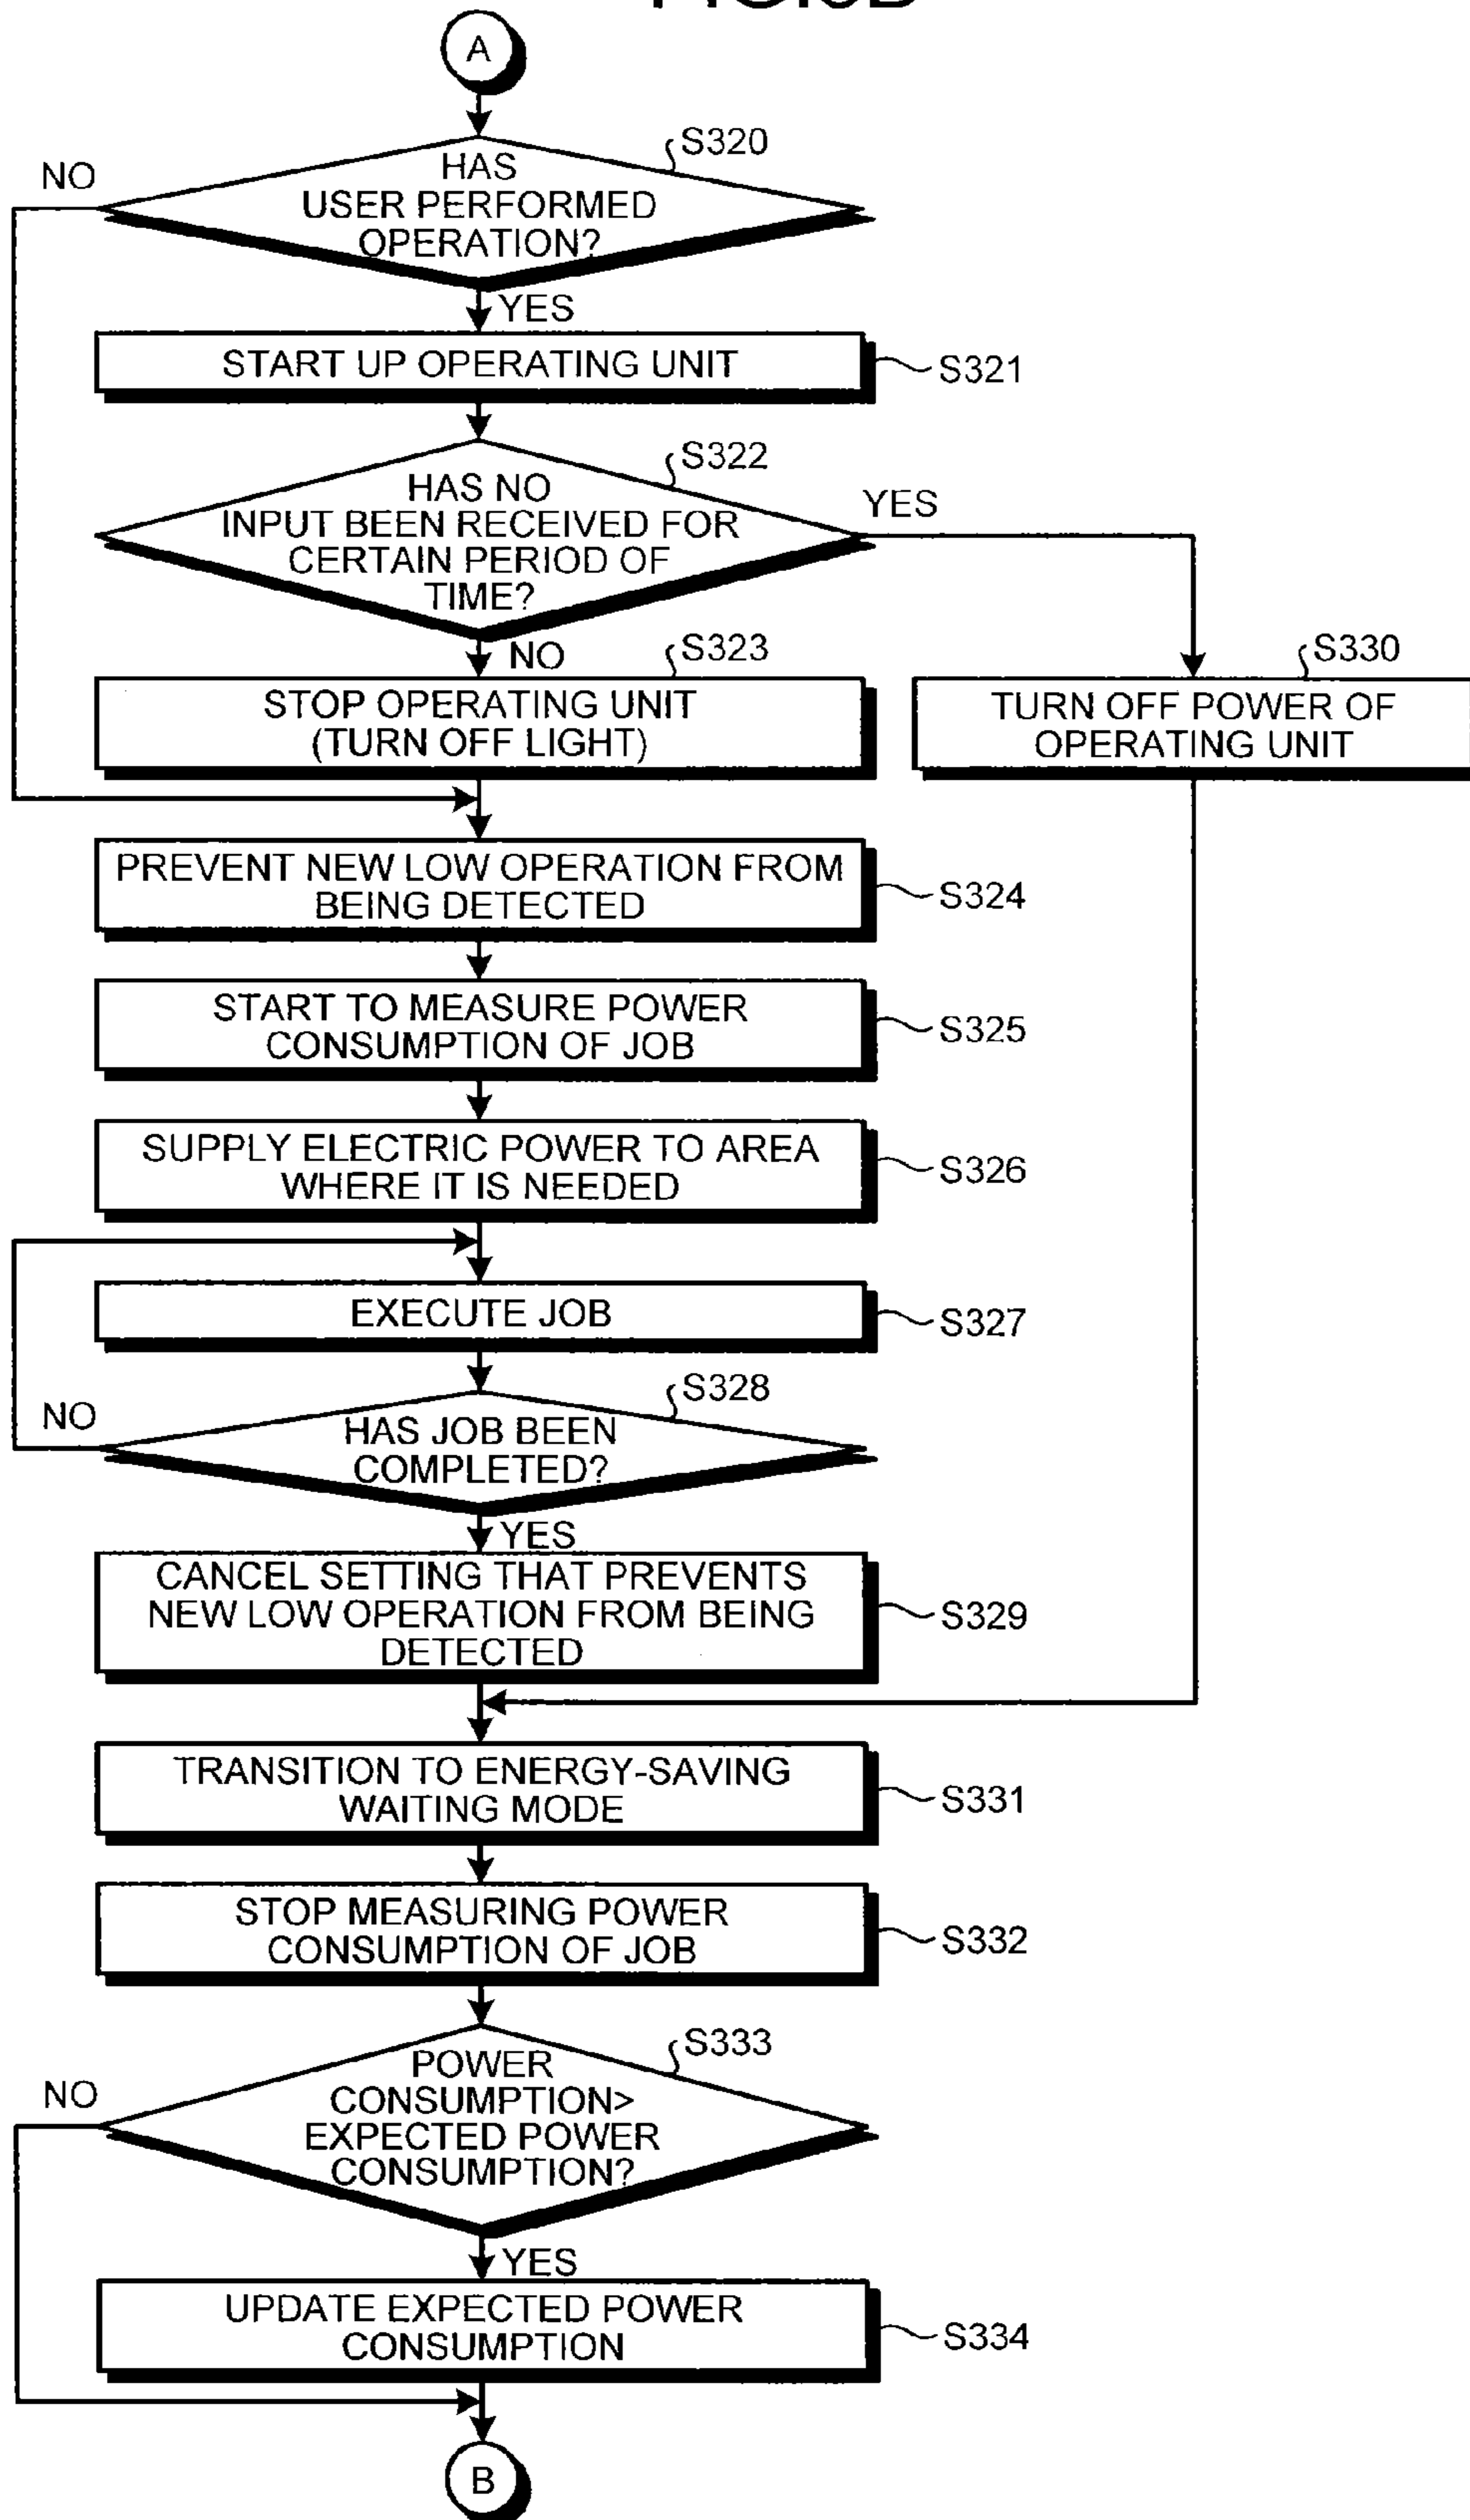 A
S320
NO
HAS
USER PERFORMED
OPERATION?
YES
START UP OPERATING UNIT
S321
S322
HAS NO
INPUT BEEN RECEIVED FOR
CERTAIN PERIOD OF
TIME?
YES
NO
S323
STOP OPERATING UNIT
(TURN OFF LIGHT)
S330
TURN OFF POWER OF
OPERATING UNIT
PREVENT NEW LOW OPERATION FROM
BEING DETECTED
S324
START TO MEASURE POWER
CONSUMPTION OF JOB
S325
SUPPLY ELECTRIC POWER TO AREA
WHERE IT IS NEEDED
S326
EXECUTE JOB
S327
S328
NO
HAS JOB BEEN
COMPLETED?
YES
CANCEL SETTING THAT PREVENTS
NEW LOW OPERATION FROM BEING
DETECTED
S329
TRANSITION TO ENERGY-SAVING
WAITING MODE
S331
STOP MEASURING POWER
CONSUMPTION OF JOB
S332
S333
NO
POWER
CONSUMPTION>
EXPECTED POWER
CONSUMPTION?
YES
UPDATE EXPECTED POWER
CONSUMPTION
S334
B